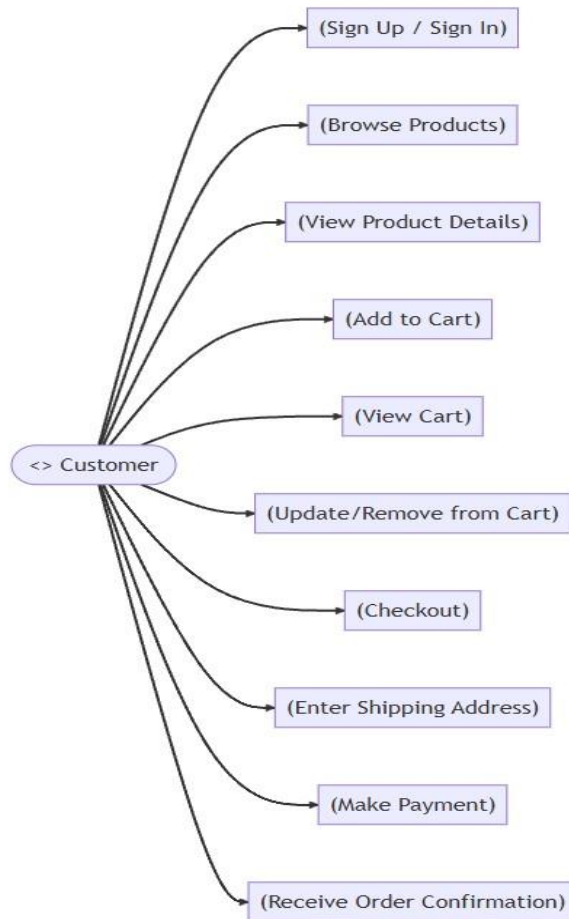 (Sign Up / Sign In)
(Browse Products)
(View Product Details)
(Add to Cart)
(View Cart)
<> Customer
(Update/Remove from Cart)
(Checkout)
(Enter Shipping Address)
(Make Payment)
(Receive Order Confirmation)